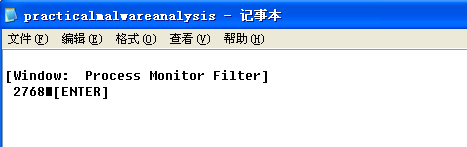 practicalmalwareanalysis - 记事本
文件(F) 编辑(E) 格式(O) 查看(V) 帮助(H)
[Window: Process Monitor Filter]
2768■[ENTER]